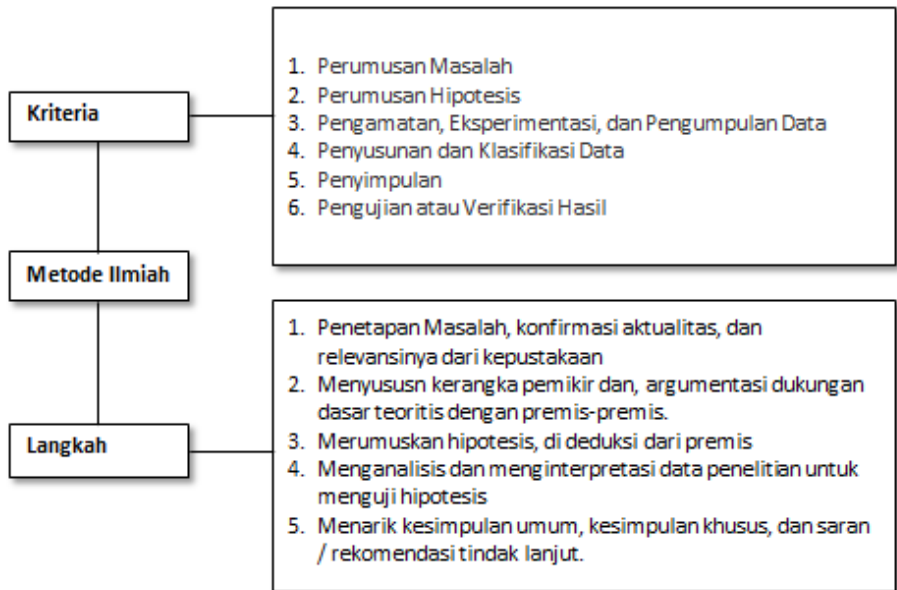 Kriteria
1. Perumusan Masalah
2. Perumusan Hipotesis
3. Pengamatan, Eksperimentasi, dan Pengumpulan Data
4. Penyusunan dan Klasifikasi Data
5. Penyimpulan
6. Pengujian atau Verifikasi Hasil
Metode Ilmiah
Langkah
1. Penetapan Masalah, konfirmasi aktualitas, dan
relevansinya dari kepustakaan
2. Menyususn kerangka pemikir dan, argumentasi dukungan
dasar teoritis dengan premis-premis.
3. Merumuskan hipotesis, di deduksi dari premis
4. Menganalisis dan menginterpretasi data penelitian untuk
menguji hipotesis
5. Menarik kesimpulan umum, kesimpulan khusus, dan saran
/ rekomendasi tindak lanjut.